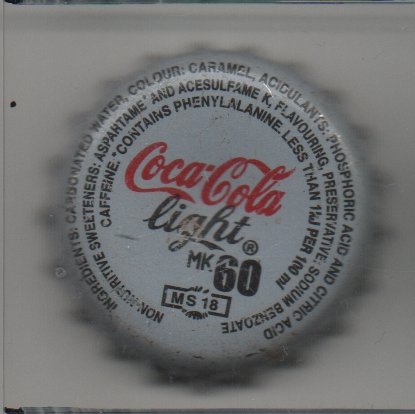 INGREDIENTS: CARBONATED WATER, COLOUR: CARAMEL, ACIDULANTS: PHOSPHORIC ACID AND CITRIC ACID
NON-NUTRITIVE SWEETENERS: ASPARTAME* AND ACESULFAME K, FLAVOURING, PRESERVATIVE: SODIUM BENZOATE
CAFFEINE. *CONTAINS PHENYLALANINE. LESS THAN 1kJ PER 100 ml
Coca-Cola
light®
MK 60
MS 18